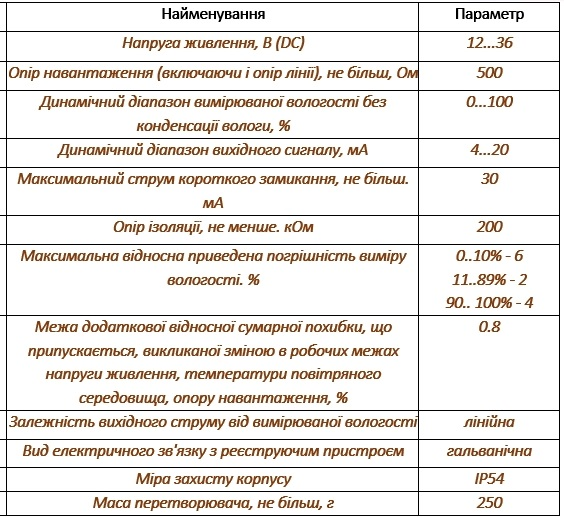 Найменування Параметр
Напруга живлення, В (DC) 12...36
Опір навантаження (включаючи і опір лінії), не більш, Ом 500
Динамічний діапазон вимірюваної вологості без 0...100
конденсації вологи, %
Динамічний діапазон вихідного сигналу, мА 4...20
Максимальний струм короткого замикання, не більш. 30
мА
Опір ізоляції, не менше. кОм 200
Максимальна відносна приведена погрішність виміру 0..10% - 6
вологості. % 11..89% - 2
90.. 100% - 4
Межа додаткової відносної сумарної похибки, що 0.8
припускається, викликаної зміною в робочих межах
напруги живлення, температури повітряного
середовища, опору навантаження, %
Залежність вихідного струму від вимірюваної вологості лінійна
Вид електричного зв'язку з реєструючим пристроєм гальванічна
Міра захисту корпусу IP54
Маса перетворювача, не більш, г 250